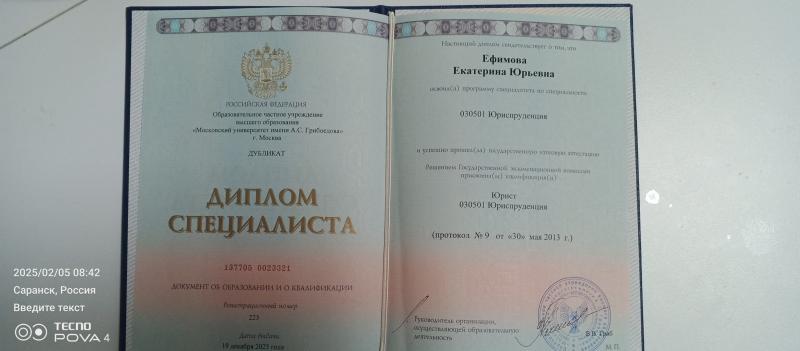 РОССИЙСКАЯ ФЕДЕРАЦИЯ
Образовательное частное учреждение
высшего образования
«Московский университет имени А.С. Грибоедова»
г. Москва
ДУБЛИКАТ
ДИПЛОМ
СПЕЦИАЛИСТА
137705 0023321
ДОКУМЕНТ ОБ ОБРАЗОВАНИИ И О КВАЛИФИКАЦИИ
Регистрационный номер
223
Дата выдачи
19 декабря 2023 года
Настоящий диплом свидетельствует о том, что
Ефимова
Екатерина Юрьевна
освоил(а) программу специалитета по специальности
030501 Юриспруденция
и успешно прошел(ла) государственную итоговую аттестацию
Решением Государственной экзаменационной комиссии
присвоена(ы) квалификация(и)
Юрист
030501 Юриспруденция
(протокол № 9 от «30» мая 2013 г.)
Руководитель организации,
осуществляющей образовательную
деятельность
М.П.
2025/02/05 08:42
Саранск, Россия
Введите текст
TECNO
POVA 4